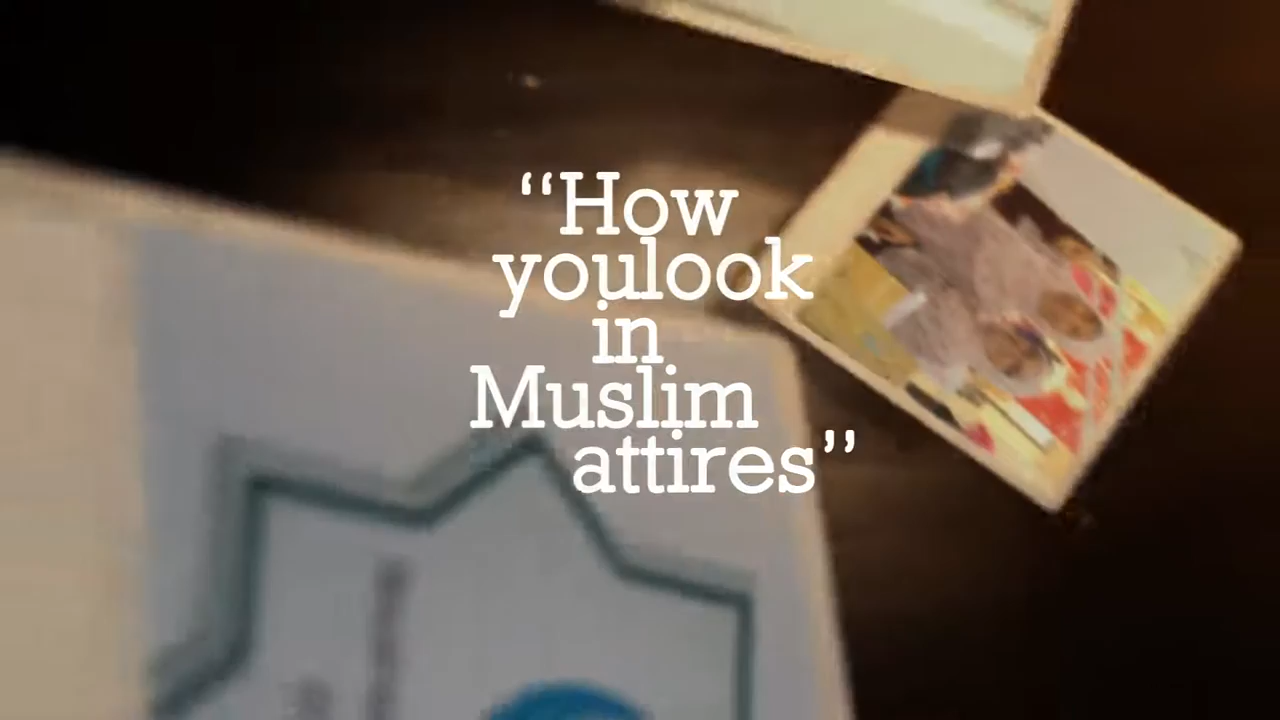 “How
youlook
in
Muslim
attires”